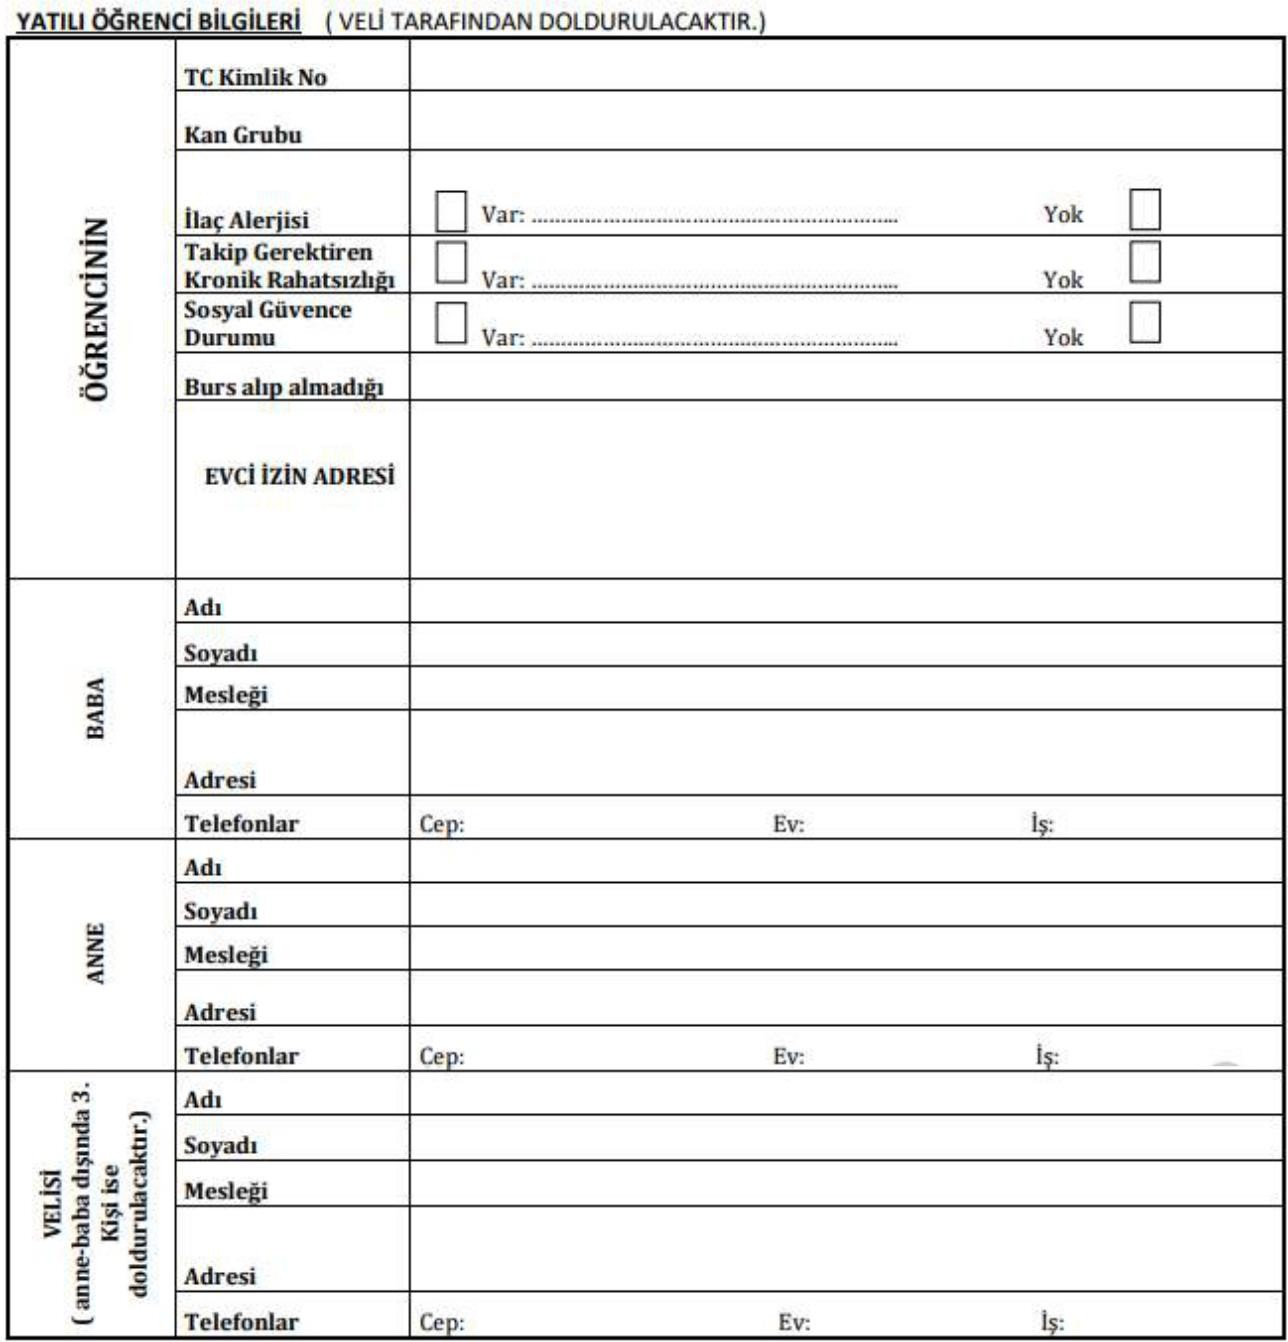 YATILI ÖĞRENCİ BİLGİLERİ ( VELİ TARAFINDAN DOLDURULACAKTIR.)
ÖĞRENCİNİN
TC Kimlik No
Kan Grubu
İlaç Alerjisi Var: ................................................................ Yok
Takip Gerektiren
Kronik Rahatsızlığı Var: ................................................................ Yok
Sosyal Güvence
Durumu Var: ................................................................ Yok
Burs alıp almadığı
EVCİ İZİN ADRESİ
BABA
Adı
Soyadı
Mesleği
Adresi
Telefonlar Cep: Ev: İş:
ANNE
Adı
Soyadı
Mesleği
Adresi
Telefonlar Cep: Ev: İş:
VELİSİ
( anne-baba dışında 3.
Kişi ise
doldurulacaktır.)
Adı
Soyadı
Mesleği
Adresi
Telefonlar Cep: Ev: İş: